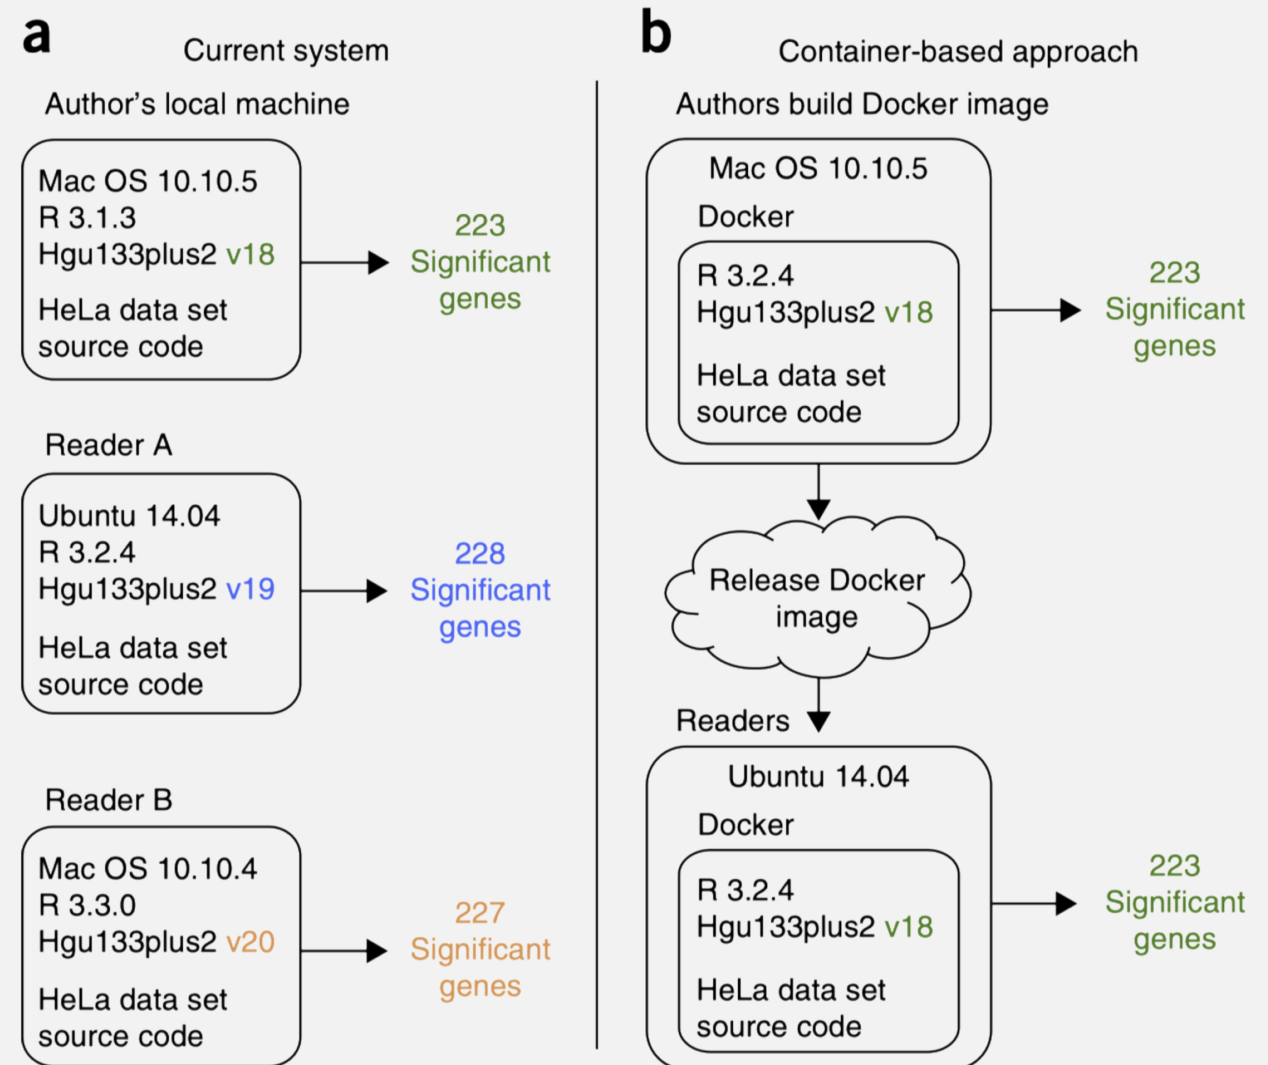 a
Current system
Author's local machine
Mac OS 10.10.5
R 3.1.3
Hgu133plus2 v18
HeLa data set
source code
223
Significant
genes
Reader A
Ubuntu 14.04
R 3.2.4
Hgu133plus2 v19
HeLa data set
source code
228
Significant
genes
Reader B
Mac OS 10.10.4
R 3.3.0
Hgu133plus2 v20
HeLa data set
source code
227
Significant
genes
b
Container-based approach
Authors build Docker image
Mac OS 10.10.5
Docker
R 3.2.4
Hgu133plus2 v18
HeLa data set
source code
223
Significant
genes
Release Docker
image
Readers
Ubuntu 14.04
Docker
R 3.2.4
Hgu133plus2 v18
HeLa data set
source code
223
Significant
genes